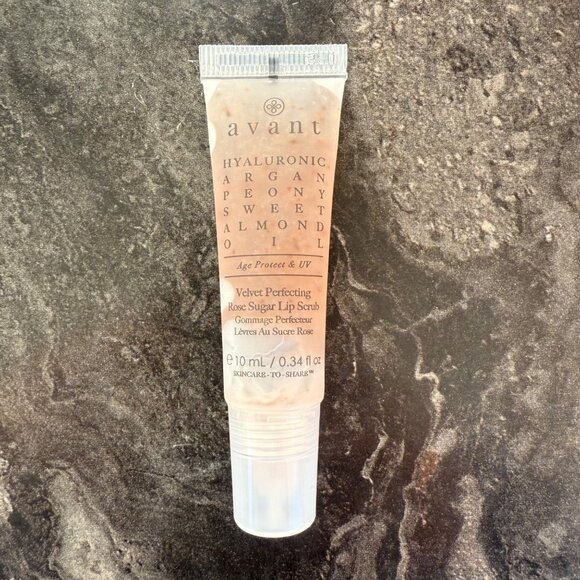 avant
HYALURONIC
ARGAN
PEONY
SWEET
ALMOND
OIL
Age Protect & UV
Velvet Perfecting
Rose Sugar Lip Scrub
Gommage Perfecteur
Lèvres Au Sucre Rose
℮ 10 mL / 0.34 fl oz
SKINCARE-TO-SHARE™